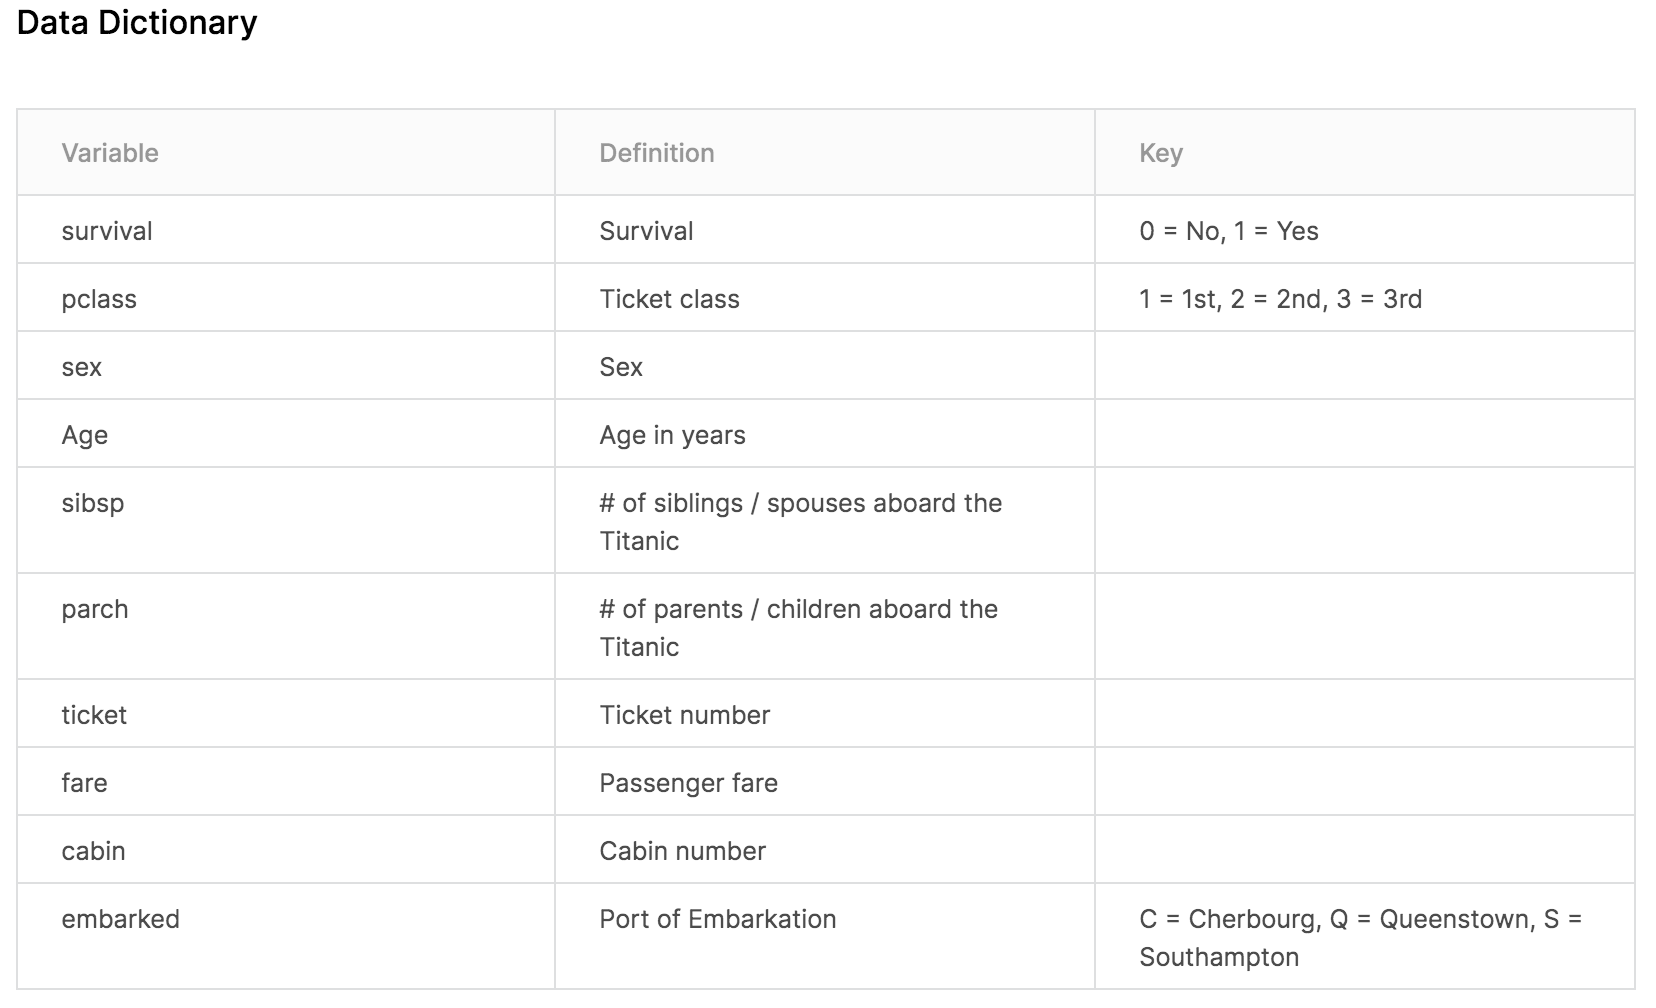 Data Dictionary
Variable Definition Key
survival Survival 0 = No, 1 = Yes
pclass Ticket class 1 = 1st, 2 = 2nd, 3 = 3rd
sex Sex
Age Age in years
sibsp # of siblings / spouses aboard the
Titanic
parch # of parents / children aboard the
Titanic
ticket Ticket number
fare Passenger fare
cabin Cabin number
embarked Port of Embarkation C = Cherbourg, Q = Queenstown, S =
Southampton